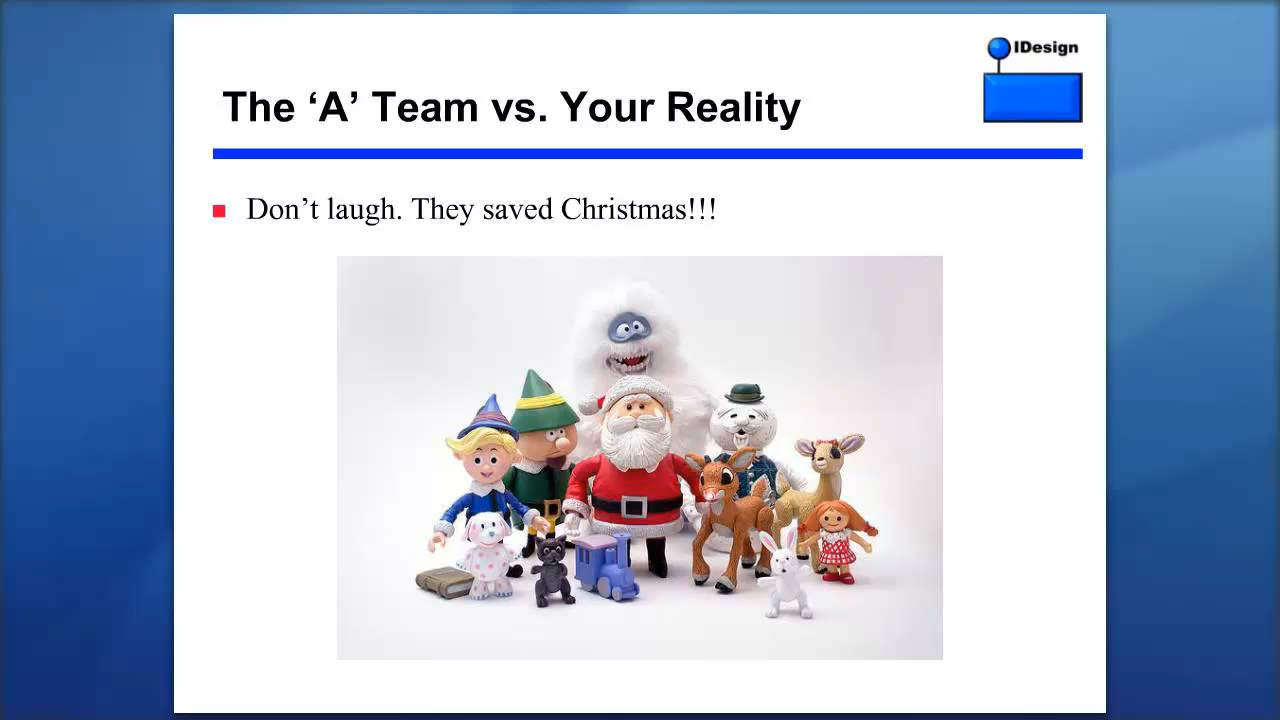 IDesign
The ‘A’ Team vs. Your Reality
Don’t laugh. They saved Christmas!!!